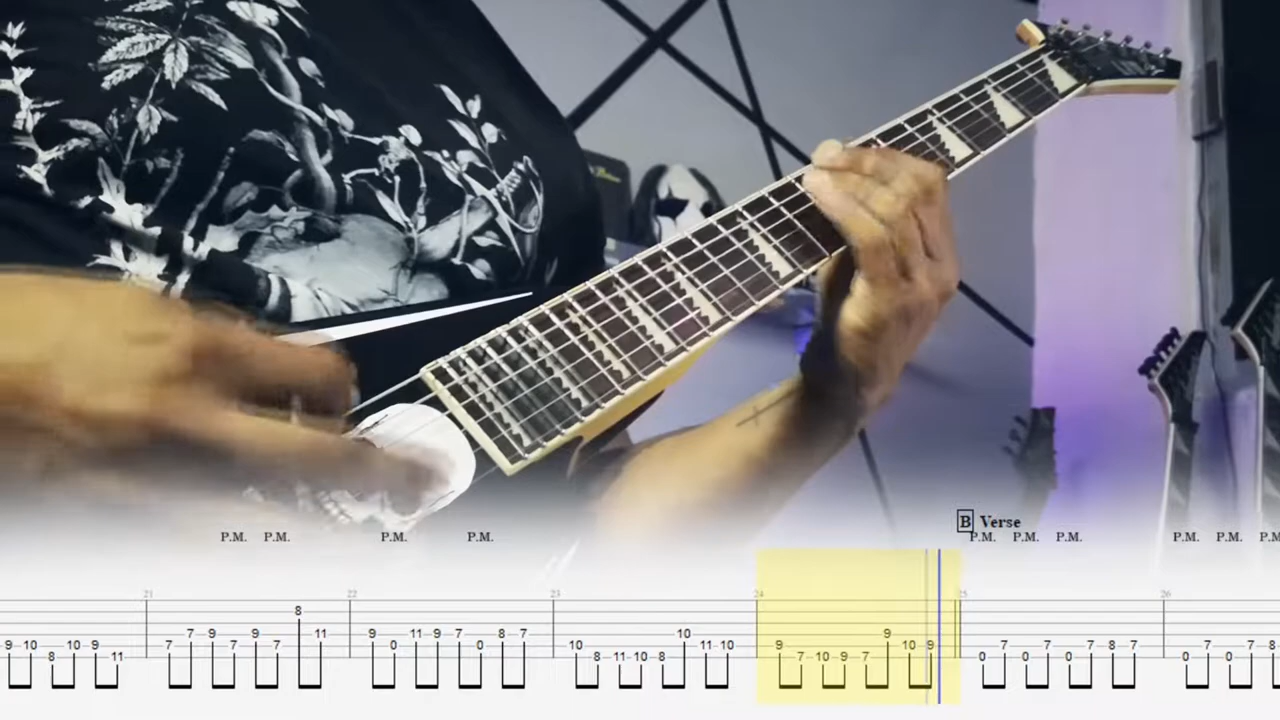 B Verse
P.M. P.M. P.M. P.M. P.M. P.M. P.M. P.M. P.M. P.M.
21 22 23 24 25 26
8
7 9 9 11 9 11 9 7 8 7 10 9
9 10 10 9 7 7 7 0 0 10 11 10 9 10 9 7 7 7 8 7 7 7 8
8 11 8 11 10 8 7 10 9 7 0 0 0 0 0